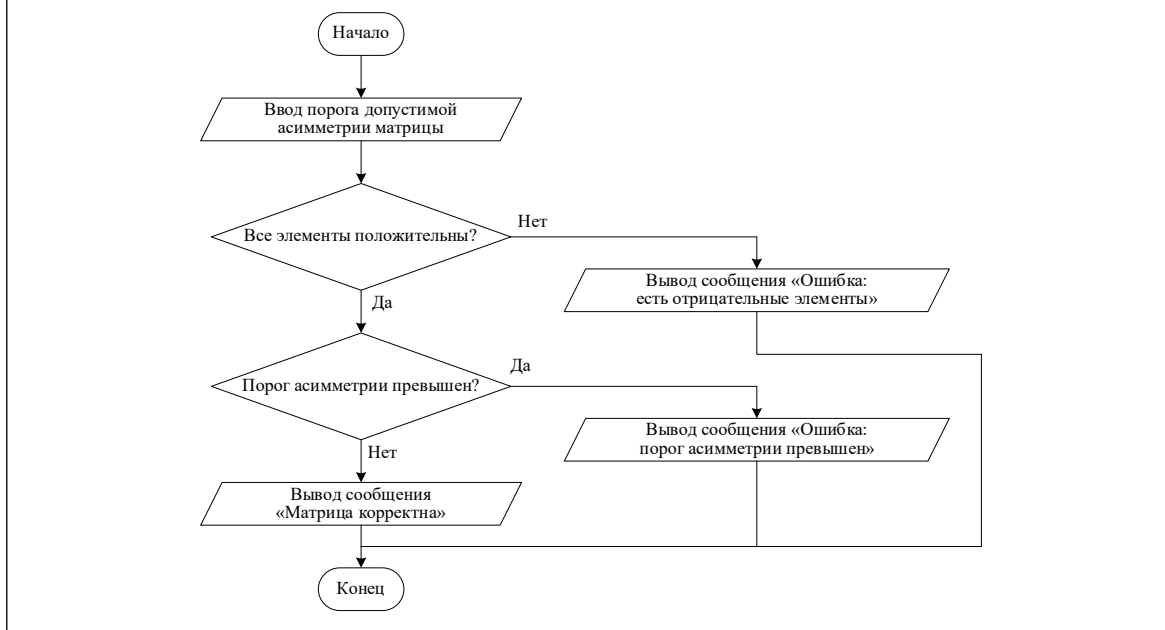 Начало
Ввод порога допустимой
асимметрии матрицы
Все элементы положительны?
Нет
Вывод сообщения «Ошибка:
есть отрицательные элементы»
Да
Порог асимметрии превышен?
Да
Вывод сообщения «Ошибка:
порог асимметрии превышен»
Нет
Вывод сообщения
«Матрица корректна»
Конец